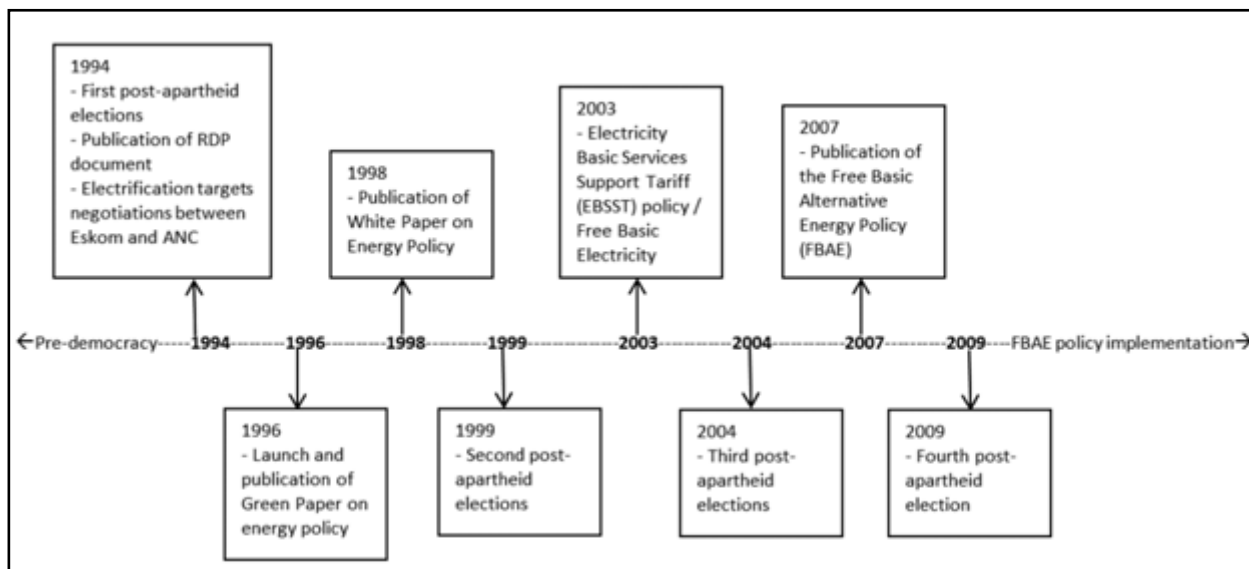 1994
- First post-apartheid
elections
- Publication of RDP
document
- Electrification targets
negotiations between
Eskom and ANC
1998
- Publication of
White Paper on
Energy Policy
2003
- Electricity
Basic Services
Support Tariff
(EBSST) policy /
Free Basic
Electricity
2007
- Publication of
the Free Basic
Alternative
Energy Policy
(FBAE)
←Pre-democracy 1994 1996 1998 1999 2003 2004 2007 2009 FBAE policy implementation→
1996
- Launch and
publication of
Green Paper on
energy policy
1999
- Second post-
apartheid
elections
2004
- Third post-
apartheid
elections
2009
- Fourth post-
apartheid
election